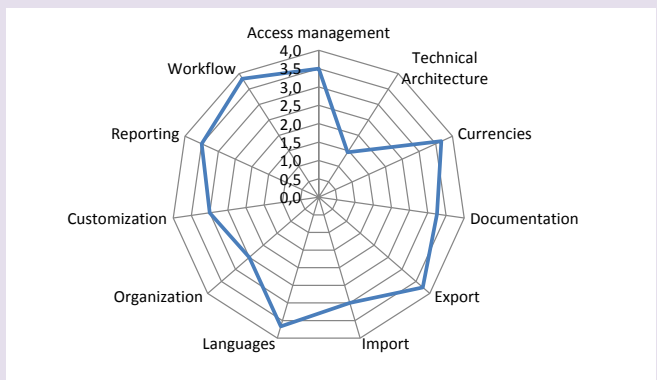 Access management
Technical
Architecture
Currencies
Documentation
Export
Import
Languages
Organization
Customization
Reporting
Workflow
4,0
3,5
3,0
2,5
2,0
1,5
1,0
0,5
0,0